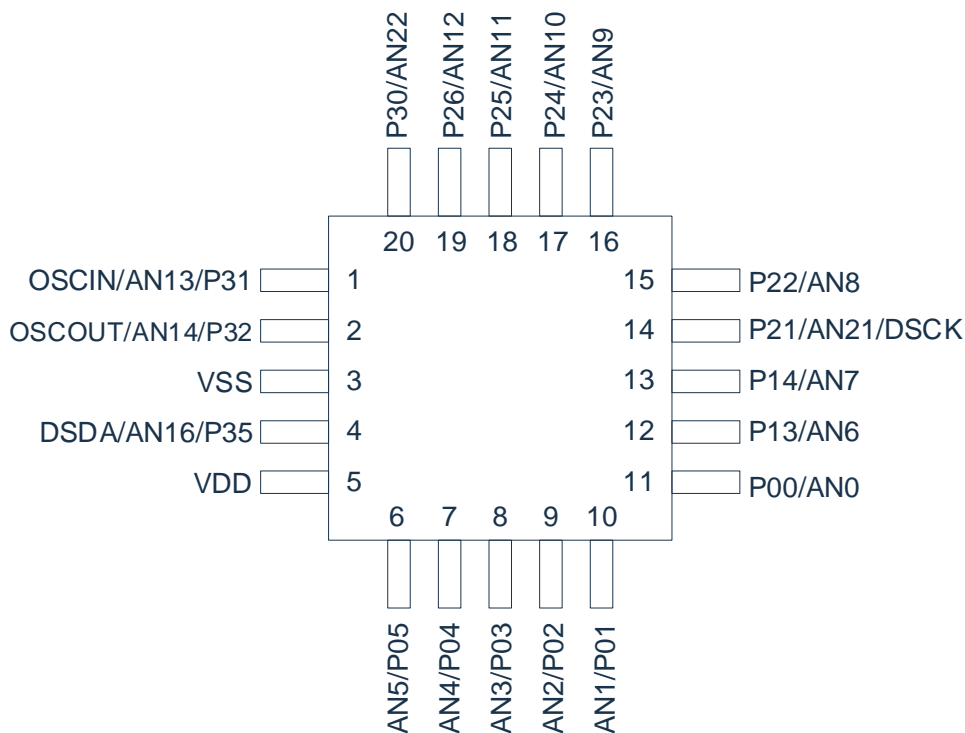 P30/AN22
P26/AN12
P25/AN11
P24/AN10
P23/AN9
20 19 18 17 16
OSCIN/AN13/P31 1 15 P22/AN8
OSCOUT/AN14/P32 2 14 P21/AN21/DSCK
VSS 3 13 P14/AN7
DSDA/AN16/P35 4 12 P13/AN6
VDD 5 11 P00/AN0
6 7 8 9 10
AN5/P05
AN4/P04
AN3/P03
AN2/P02
AN1/P01